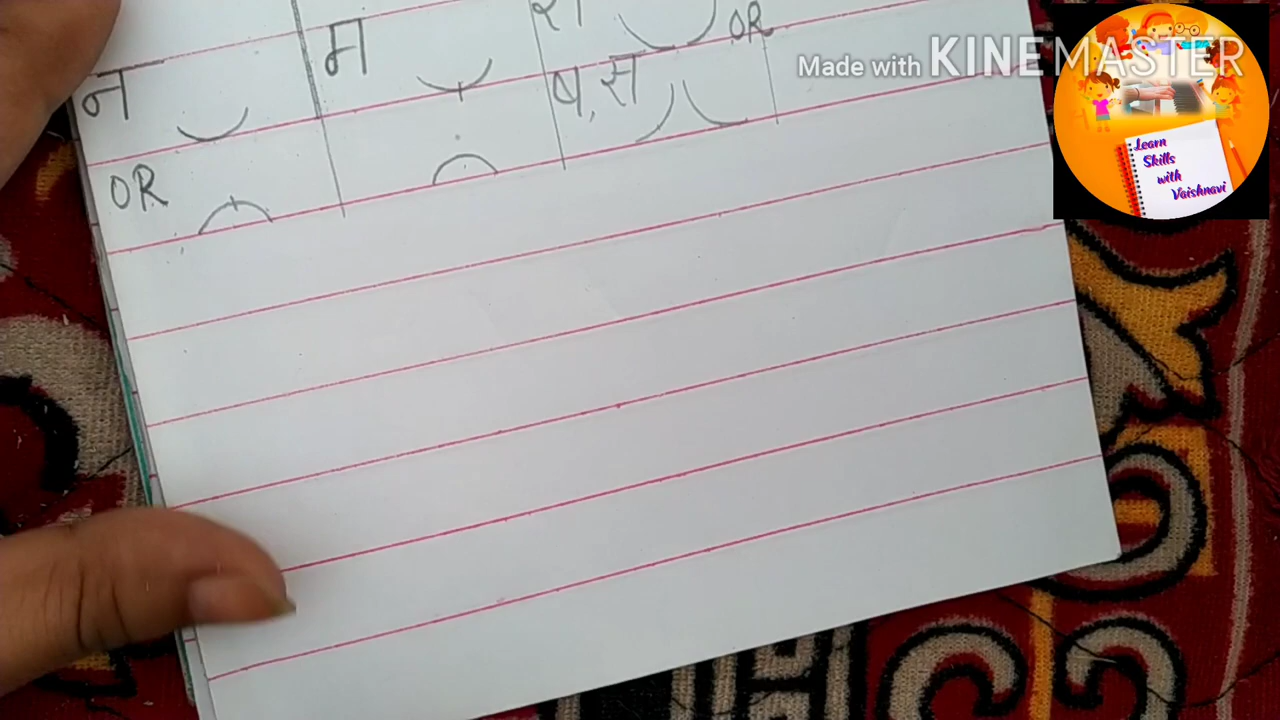 न
म
OR
ष, स
OR
Made with KINEMASTER
Learn
Skills
with
Vaishnavi